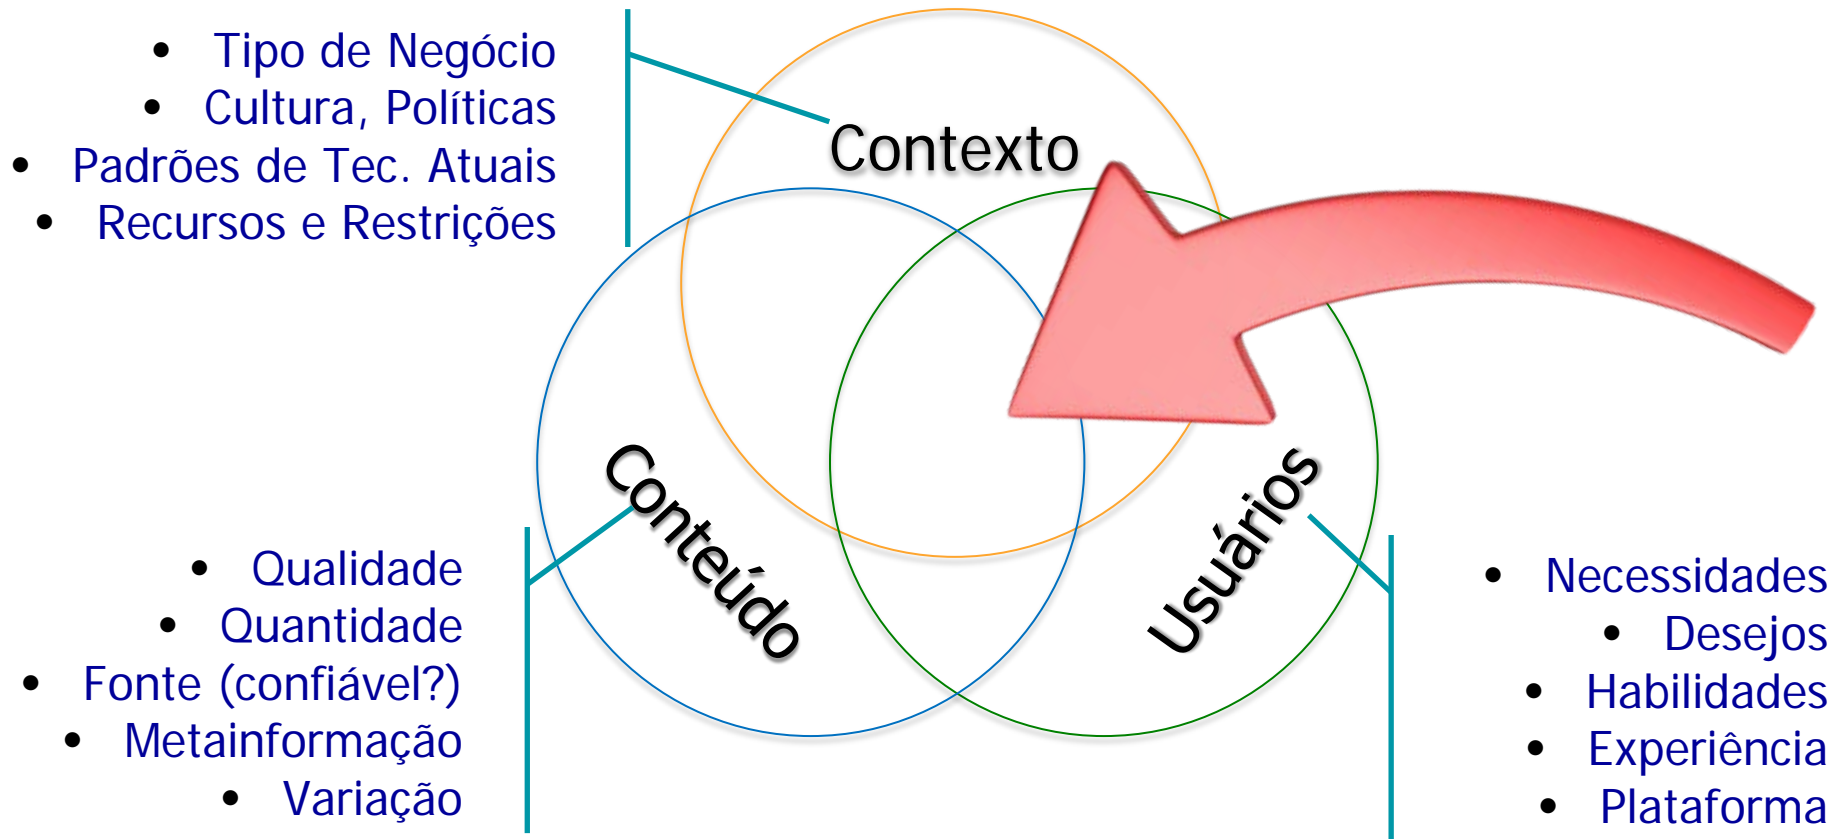 • Tipo de Negócio
• Cultura, Políticas
• Padrões de Tec. Atuais
• Recursos e Restrições
Contexto
Conteúdo
Usuários
• Qualidade
• Quantidade
• Fonte (confiável?)
• Metainformação
• Variação
• Necessidades
• Desejos
• Habilidades
• Experiência
• Plataforma